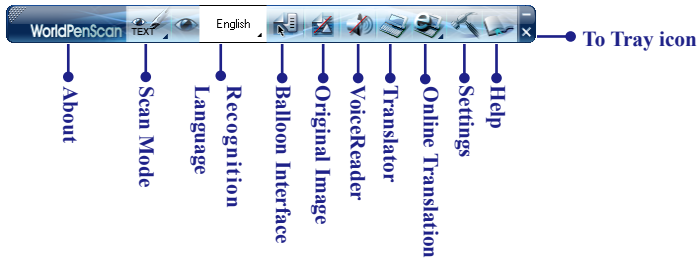 WorldPenScan
TEXT
English
To Tray icon
About
Scan Mode
Recognition
Language
Balloon Interface
Original Image
VoiceReader
Translator
Online Translation
Settings
Help